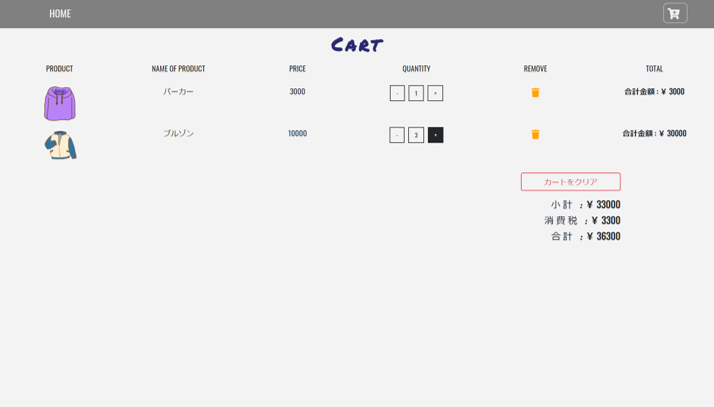 HOME
Cart
PRODUCT NAME OF PRODUCT PRICE QUANTITY REMOVE TOTAL
パーカー 3000 - 1 + 合計金額 : ¥ 3000
ブルゾン 10000 - 3 + 合計金額 : ¥ 30000
カートをクリア
小計 : ¥ 33000
消費税 : ¥ 3300
合計 : ¥ 36300